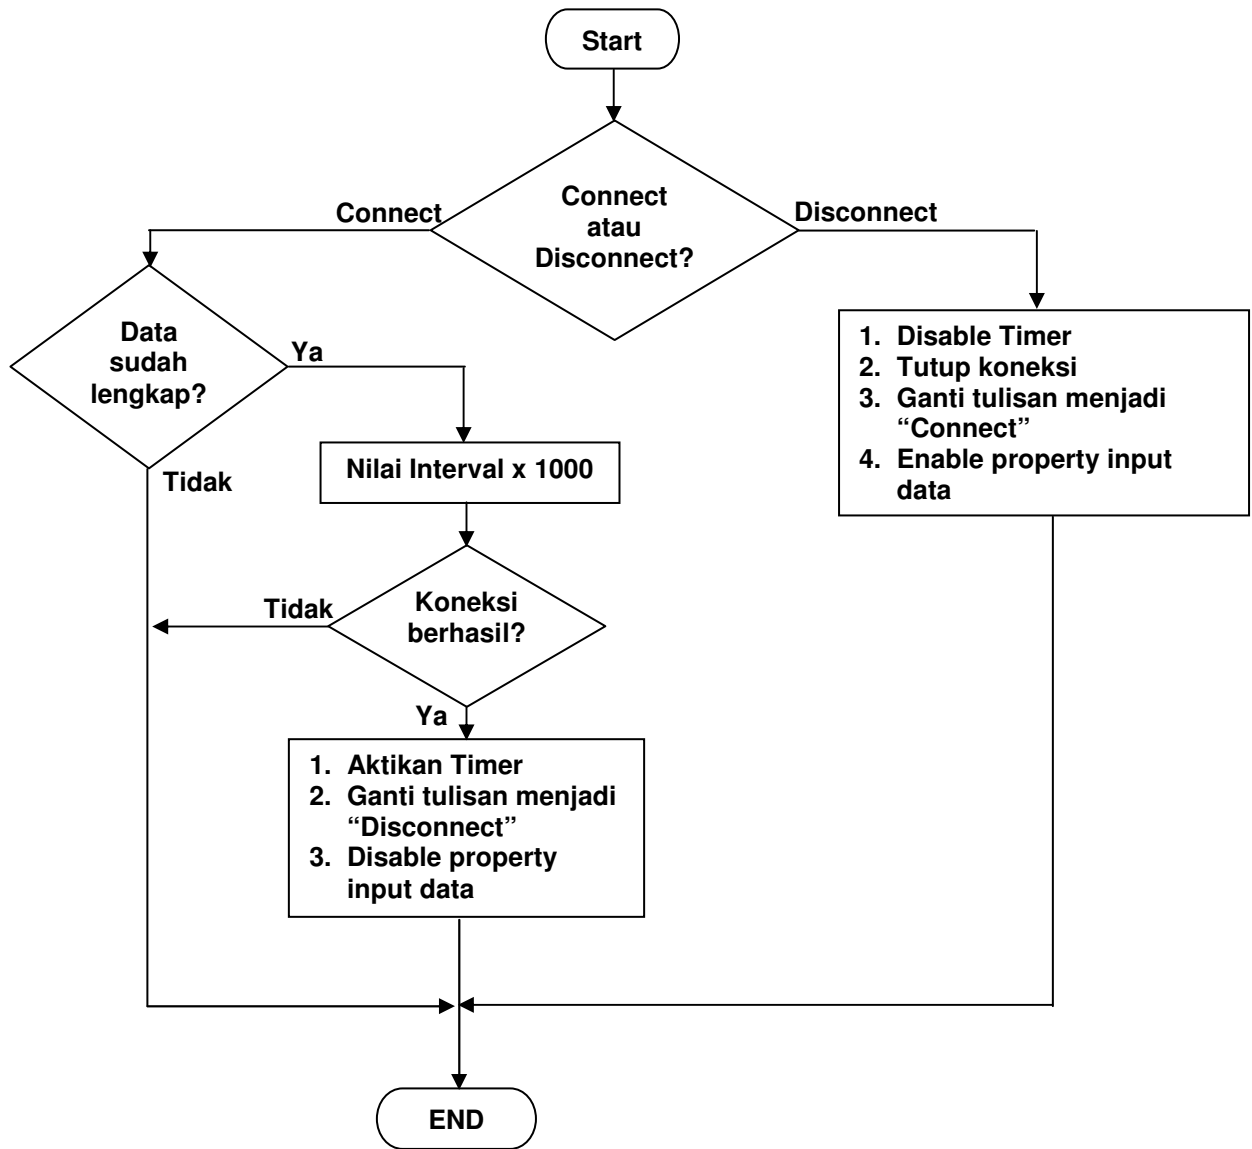 Start
Connect
atau
Disconnect?
Connect
Disconnect
Data
sudah
lengkap?
Ya
Tidak
Nilai Interval x 1000
Koneksi
berhasil?
Tidak
Ya
1. Aktikan Timer
2. Ganti tulisan menjadi
“Disconnect”
3. Disable property
input data
1. Disable Timer
2. Tutup koneksi
3. Ganti tulisan menjadi
“Connect”
4. Enable property input
data
END